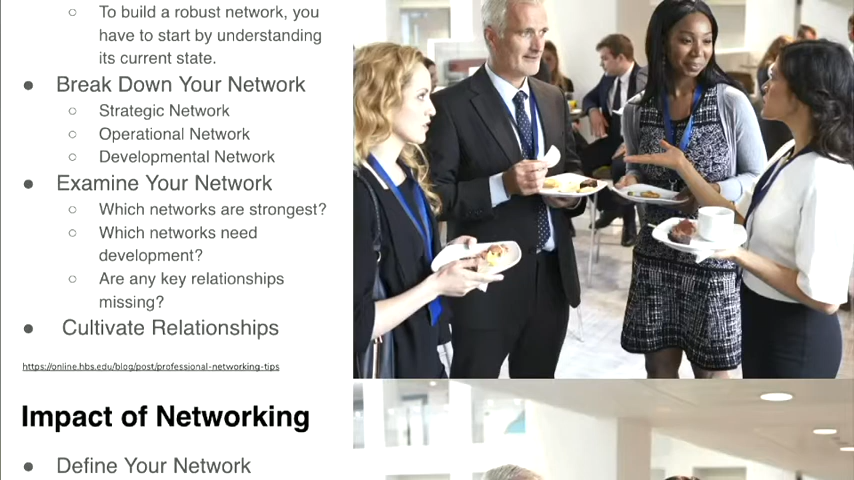 ○ To build a robust network, you
have to start by understanding
its current state.
● Break Down Your Network
○ Strategic Network
○ Operational Network
○ Developmental Network
● Examine Your Network
○ Which networks are strongest?
○ Which networks need
development?
○ Are any key relationships
missing?
● Cultivate Relationships
https://online.hbs.edu/blog/post/professional-networking-tips
Impact of Networking
● Define Your Network